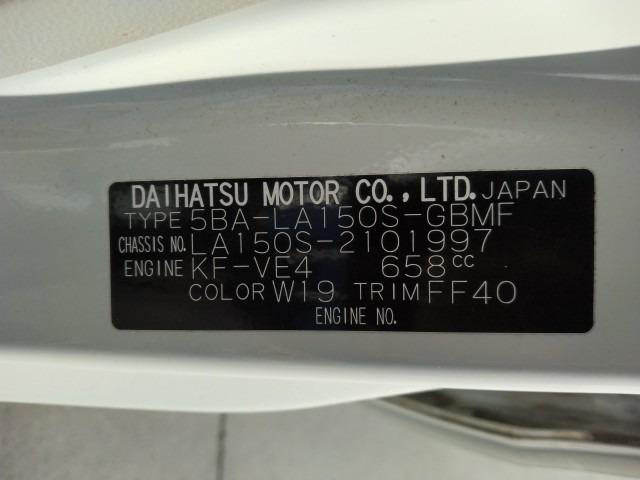 DAIHATSU MOTOR CO., LTD. JAPAN
TYPE 5BA-LA150S-GBMF
CHASSIS NO. LA150S-2101997
ENGINE KF-VE4 658cc
COLOR W19 TRIM FF40
ENGINE NO.